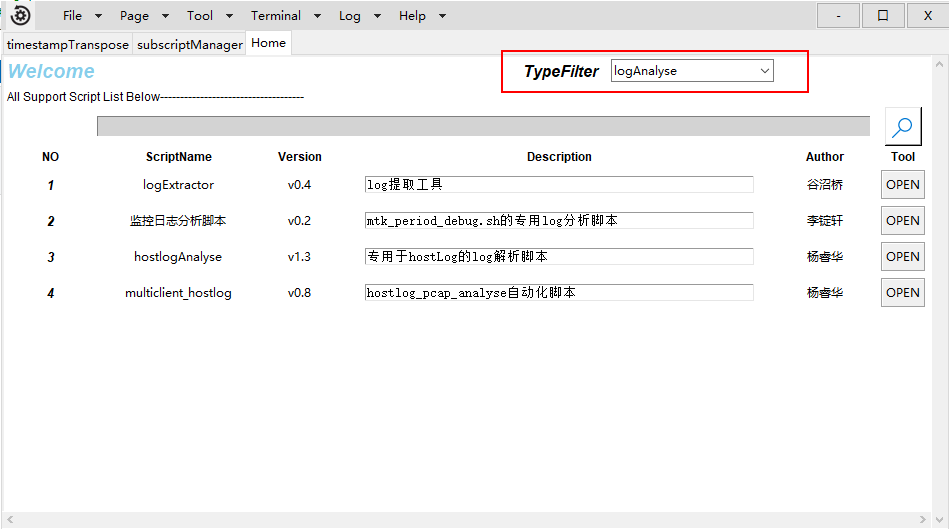 File Page Tool Terminal Log Help - X
timestampTranspose subscriptManager Home
Welcome TypeFilter logAnalyse
All Support Script List Below------------------------------------
NO ScriptName Version Description Author Tool
1 logExtractor v0.4 log提取工具 谷沼桥 OPEN
2 监控日志分析脚本 v0.2 mtk_period_debug.sh的专用log分析脚本 李锭轩 OPEN
3 hostlogAnalyse v1.3 专用于hostLog的log解析脚本 杨睿华 OPEN
4 multiclient_hostlog v0.8 hostlog_pcap_analyse自动化脚本 杨睿华 OPEN